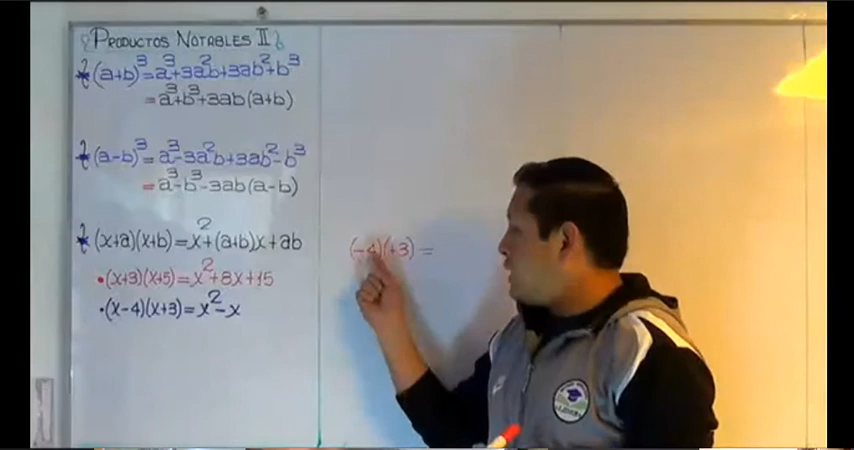 PRODUCTOS NOTABLES II
(a+b)³=a³+3a²b+3ab²+b³
=a³+b³+3ab(a+b)
(a-b)³=a³-3a²b+3ab²-b³
=a³-b³-3ab(a-b)
(x+a)(x+b)=x²+(a+b)x+ab
•(x+3)(x+5)=x²+8x+15
•(x-4)(x+3)=x²-x
(-4)(+3)=